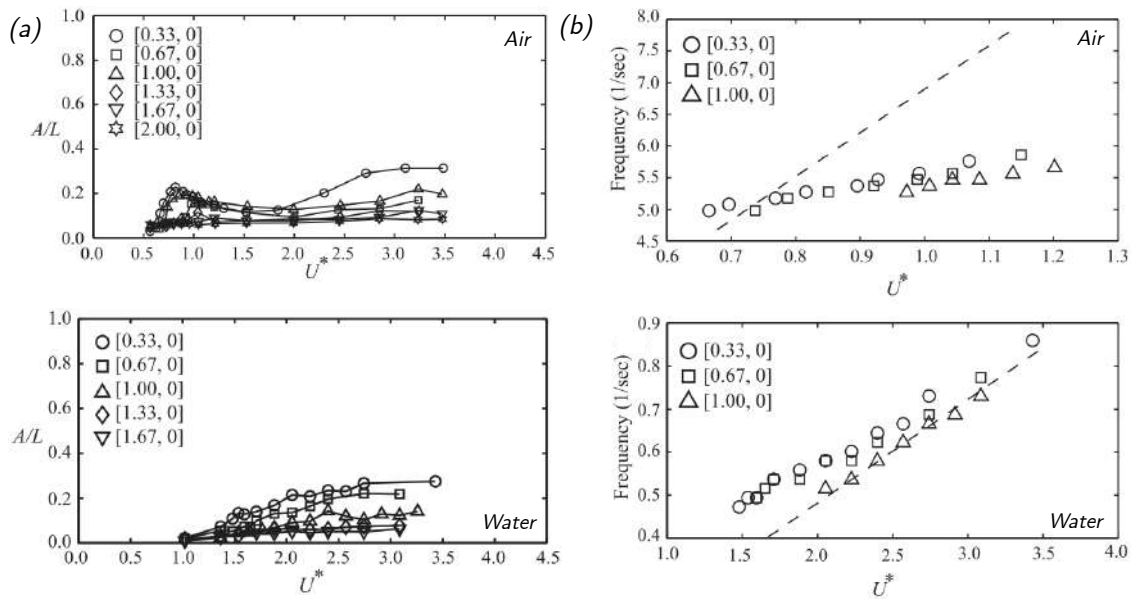 (a)
Air
1.0
0.8
0.6
0.4
0.2
0.0
A/L
[0.33, 0]
[0.67, 0]
[1.00, 0]
[1.33, 0]
[1.67, 0]
[2.00, 0]
0.0 0.5 1.0 1.5 2.0 2.5 3.0 3.5 4.0 4.5
U*
(b)
Air
Frequency (1/sec)
8.0
7.5
7.0
6.5
6.0
5.5
5.0
4.5
[0.33, 0]
[0.67, 0]
[1.00, 0]
0.6 0.7 0.8 0.9 1.0 1.1 1.2 1.3
U*
1.0
0.8
0.6
0.4
0.2
0.0
A/L
[0.33, 0]
[0.67, 0]
[1.00, 0]
[1.33, 0]
[1.67, 0]
Water
0.0 0.5 1.0 1.5 2.0 2.5 3.0 3.5 4.0 4.5
U*
Frequency (1/sec)
0.9
0.8
0.7
0.6
0.5
0.4
[0.33, 0]
[0.67, 0]
[1.00, 0]
Water
1.0 1.5 2.0 2.5 3.0 3.5 4.0
U*